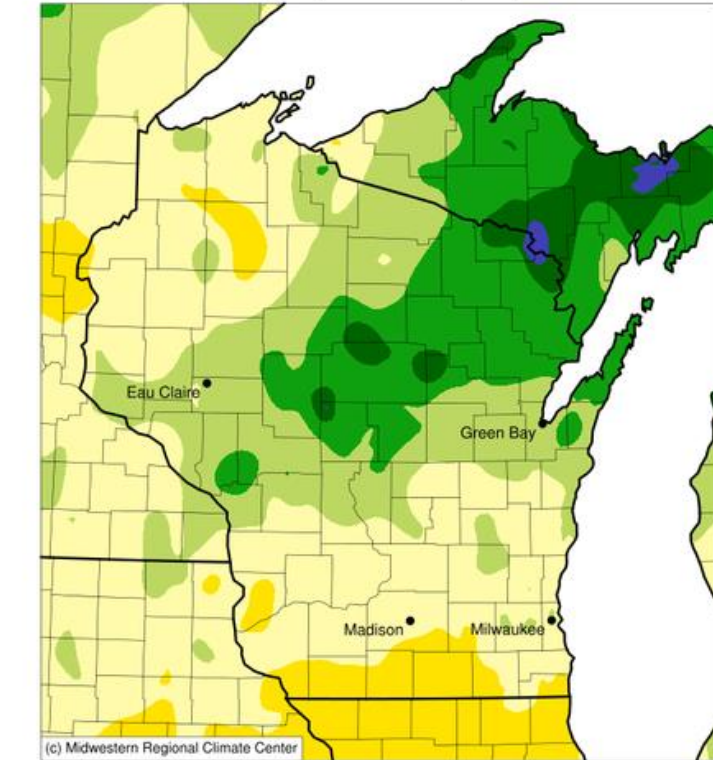 Eau Claire
Green Bay
Madison
Milwaukee
(c) Midwestern Regional Climate Center